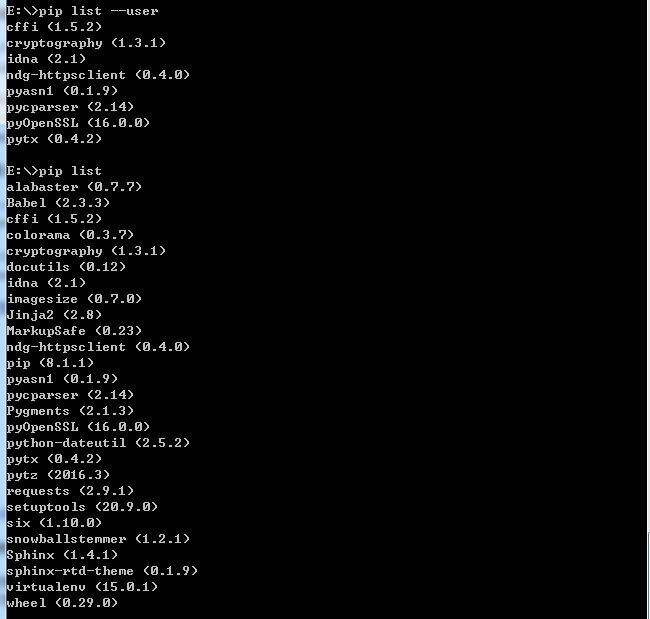 E:\>pip list --user
cffi (1.5.2)
cryptography (1.3.1)
idna (2.1)
ndg-httpsclient (0.4.0)
pyasn1 (0.1.9)
pycparser (2.14)
pyOpenSSL (16.0.0)
pytx (0.4.2)
E:\>pip list
alabaster (0.7.7)
Babel (2.3.3)
cffi (1.5.2)
colorama (0.3.7)
cryptography (1.3.1)
docutils (0.12)
idna (2.1)
imagesize (0.7.0)
Jinja2 (2.8)
MarkupSafe (0.23)
ndg-httpsclient (0.4.0)
pip (8.1.1)
pyasn1 (0.1.9)
pycparser (2.14)
Pygments (2.1.3)
pyOpenSSL (16.0.0)
python-dateutil (2.5.2)
pytx (0.4.2)
pytz (2016.3)
requests (2.9.1)
setuptools (20.9.0)
six (1.10.0)
snowballstemmer (1.2.1)
Sphinx (1.4.1)
sphinx-rtd-theme (0.1.9)
virtualenv (15.0.1)
wheel (0.29.0)